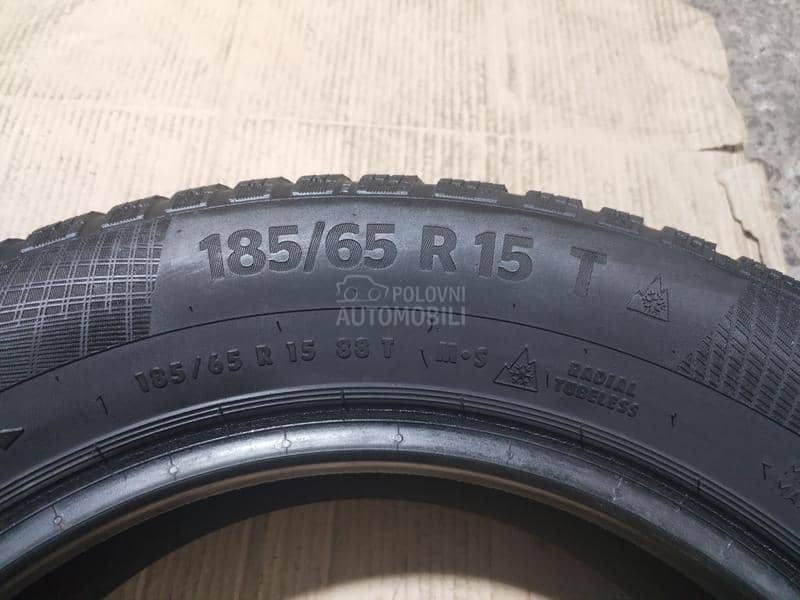 185/65 R 15 T
POLOVNI
AUTOMOBILI
185/65 R 15 88 T M+S
RADIAL
TUBELESS